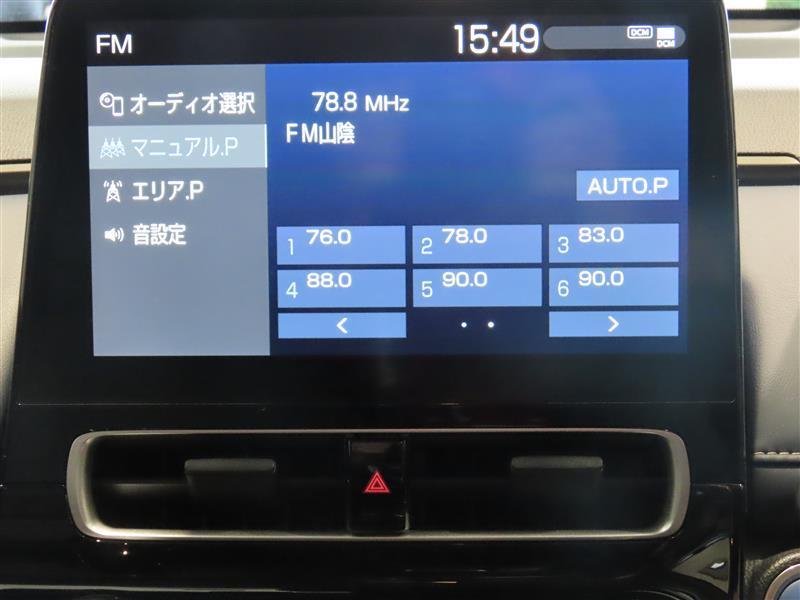 FM
15:49
DCM
DCM
オーディオ選択
78.8 MHz
FM山陰
マニュアル.P
エリア.P
AUTO.P
音設定
1 76.0
2 78.0
3 83.0
4 88.0
5 90.0
6 90.0
< >